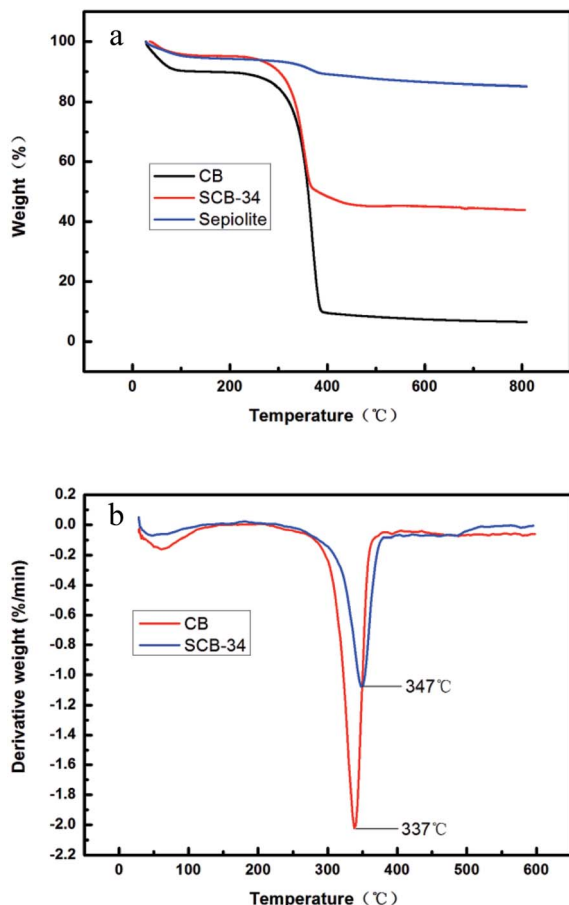 a
100
80
60
40
20
0
Weight（%）
CB
SCB-34
Sepiolite
0 200 400 600 800
Temperature（℃）
b
0.2
0.0
-0.2
-0.4
-0.6
-0.8
-1.0
-1.2
-1.4
-1.6
-1.8
-2.0
-2.2
Derivative weight (%/min)
CB
SCB-34
347℃
337℃
0 100 200 300 400 500 600
Temperature（℃）